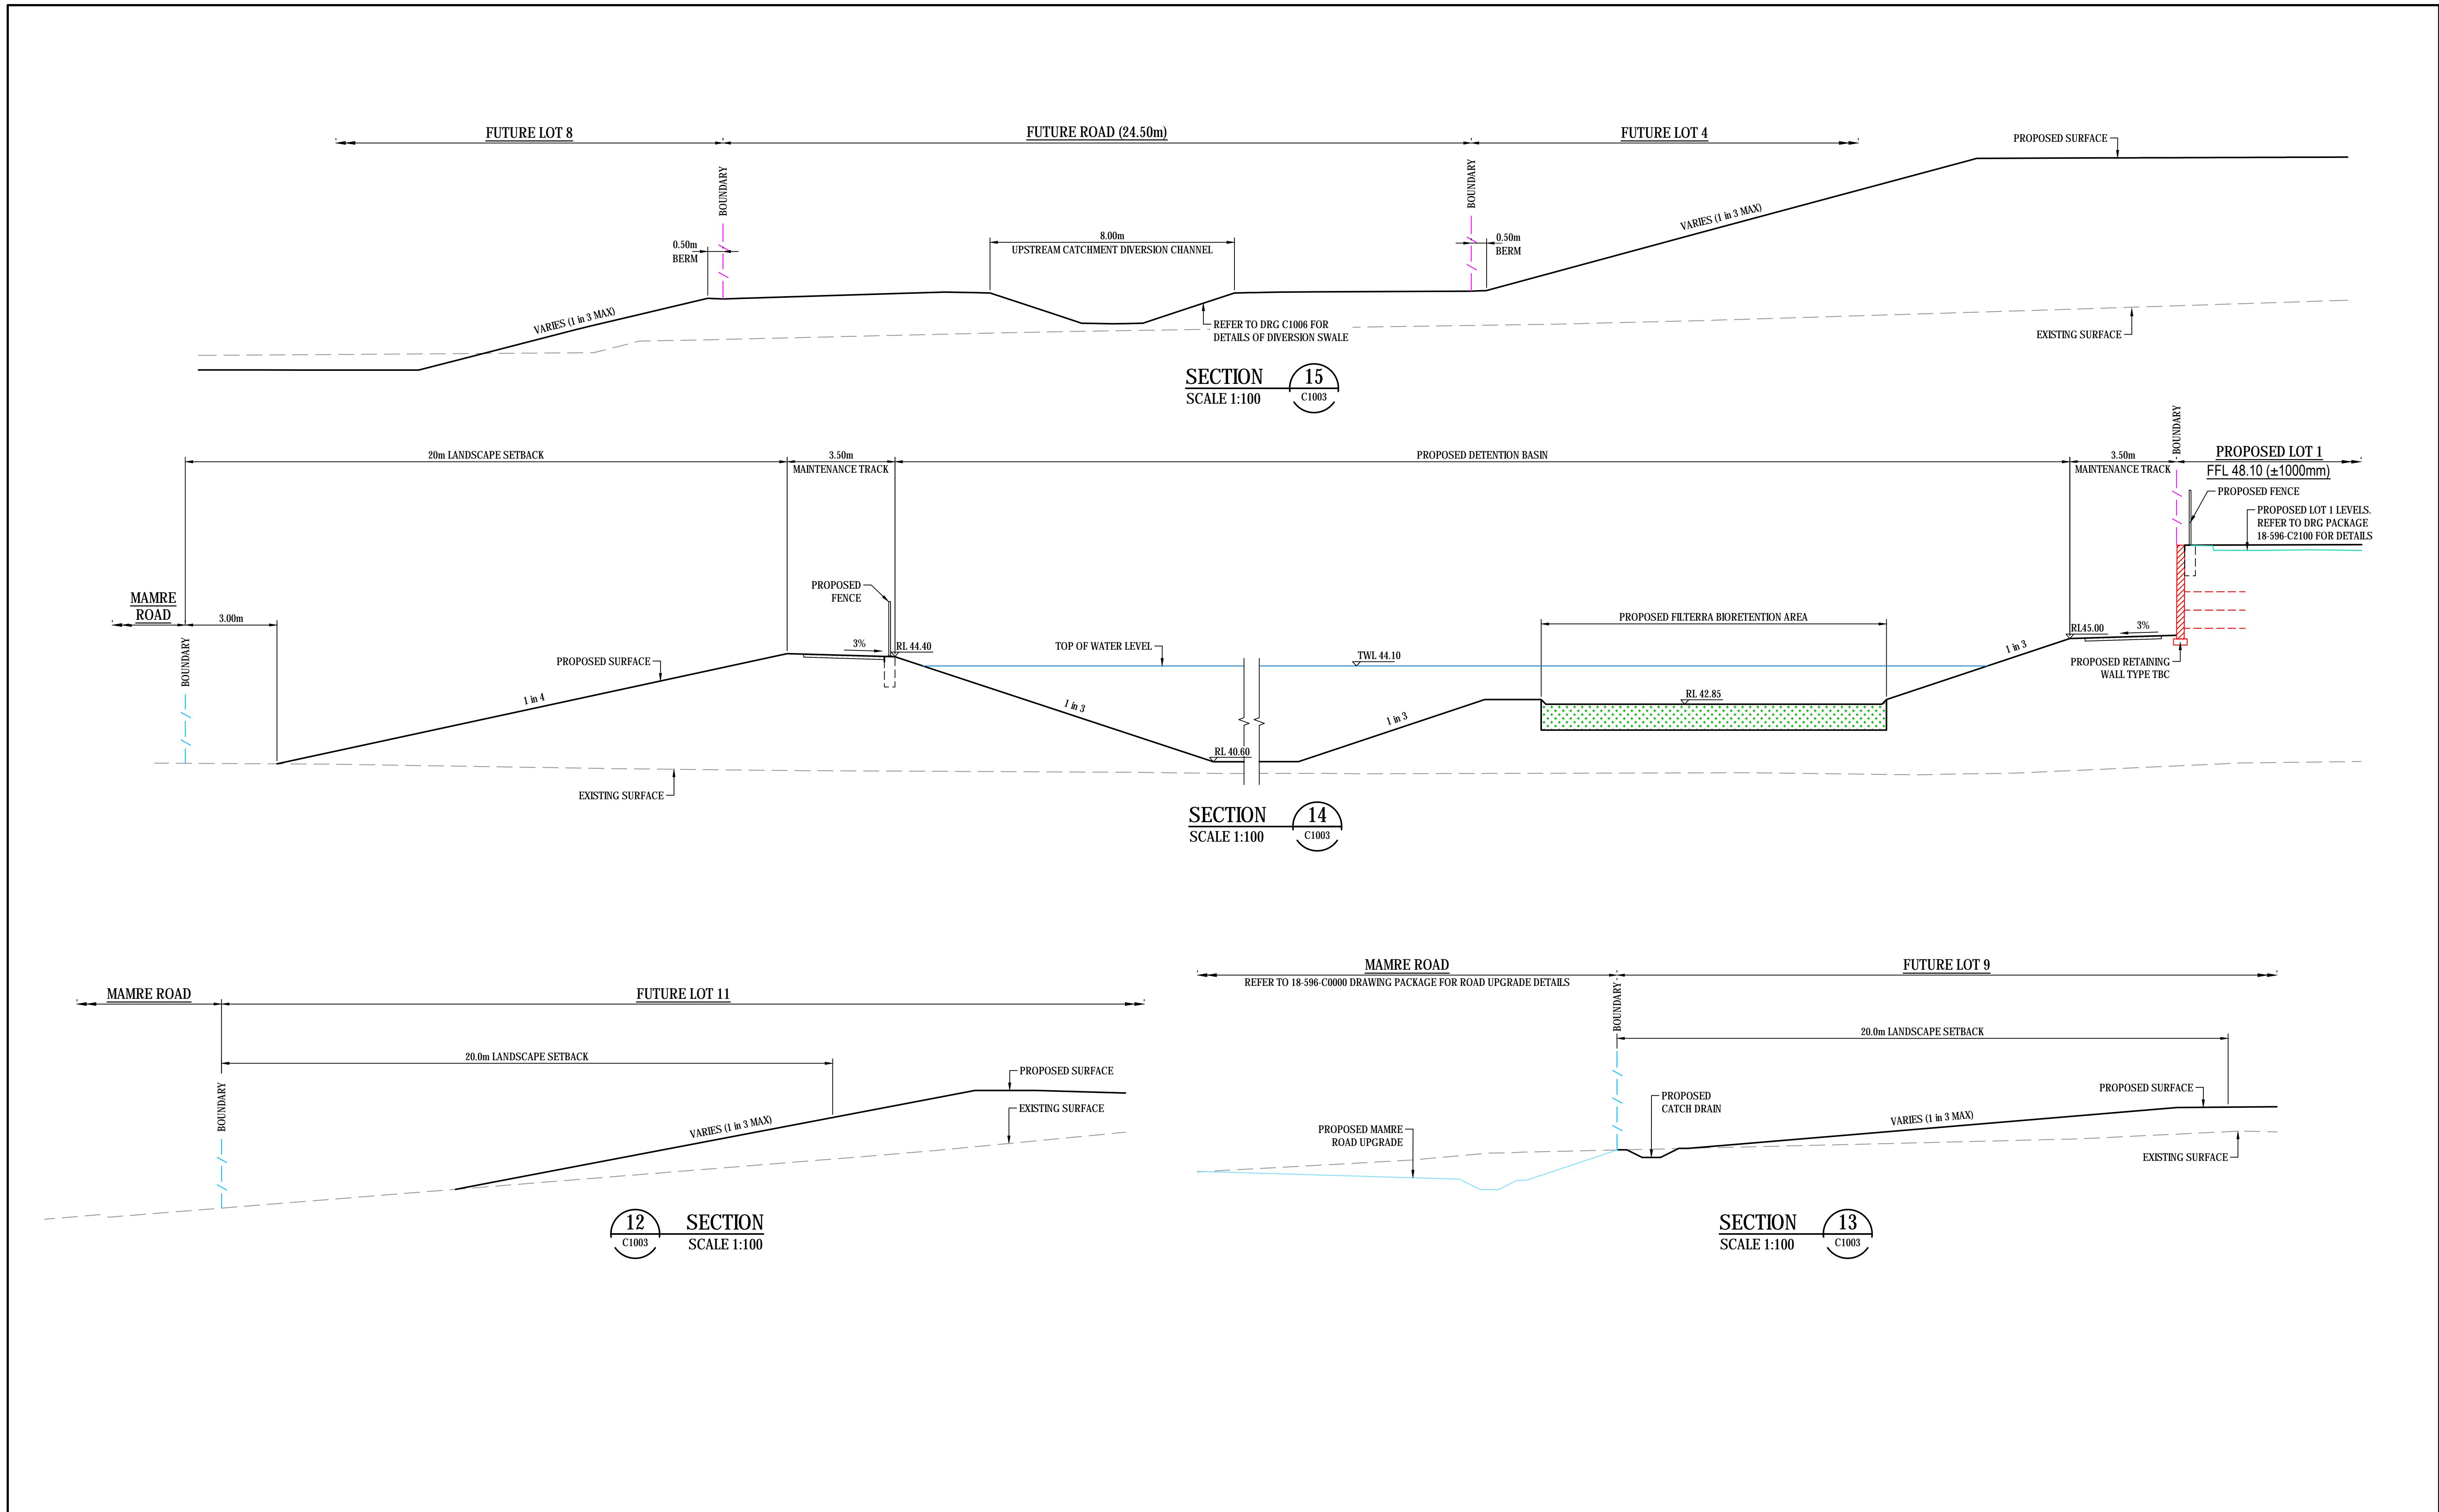 FUTURE LOT 8
FUTURE ROAD (24.50m)
FUTURE LOT 4
PROPOSED SURFACE
BOUNDARY
BOUNDARY
VARIES (1 in 3 MAX)
0.50m
BERM
8.00m
UPSTREAM CATCHMENT DIVERSION CHANNEL
0.50m
BERM
VARIES (1 in 3 MAX)
REFER TO DRG C1006 FOR
DETAILS OF DIVERSION SWALE
EXISTING SURFACE
SECTION 15
SCALE 1:100 C1003
BOUNDARY
20m LANDSCAPE SETBACK
3.50m
MAINTENANCE TRACK
PROPOSED DETENTION BASIN
3.50m
MAINTENANCE TRACK
PROPOSED LOT 1
FFL 48.10 (±1000mm)
PROPOSED FENCE
PROPOSED LOT 1 LEVELS.
REFER TO DRG PACKAGE
18-596-C2100 FOR DETAILS
MAMRE
ROAD
3.00m
BOUNDARY
PROPOSED
FENCE
3%
RL 44.40
PROPOSED SURFACE
1 in 4
TOP OF WATER LEVEL
TWL 44.10
PROPOSED FILTERRA BIORETENTION AREA
RL 42.85
RL45.00
3%
1 in 3
PROPOSED RETAINING
WALL TYPE TBC
1 in 3
1 in 3
RL 40.60
EXISTING SURFACE
SECTION 14
SCALE 1:100 C1003
MAMRE ROAD
FUTURE LOT 11
20.0m LANDSCAPE SETBACK
BOUNDARY
PROPOSED SURFACE
EXISTING SURFACE
VARIES (1 in 3 MAX)
12 SECTION
C1003 SCALE 1:100
MAMRE ROAD
REFER TO 18-596-C0000 DRAWING PACKAGE FOR ROAD UPGRADE DETAILS
FUTURE LOT 9
BOUNDARY
20.0m LANDSCAPE SETBACK
PROPOSED
CATCH DRAIN
PROPOSED SURFACE
VARIES (1 in 3 MAX)
PROPOSED MAMRE
ROAD UPGRADE
EXISTING SURFACE
SECTION 13
SCALE 1:100 C1003